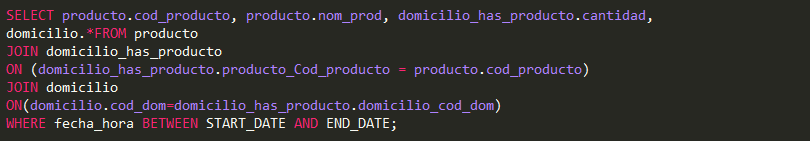 SELECT producto.cod_producto, producto.nom_prod, domicilio_has_producto.cantidad,
domicilio.*FROM producto
JOIN domicilio_has_producto
ON (domicilio_has_producto.producto_Cod_producto = producto.cod_producto)
JOIN domicilio
ON(domicilio.cod_dom=domicilio_has_producto.domicilio_cod_dom)
WHERE fecha_hora BETWEEN START_DATE AND END_DATE;